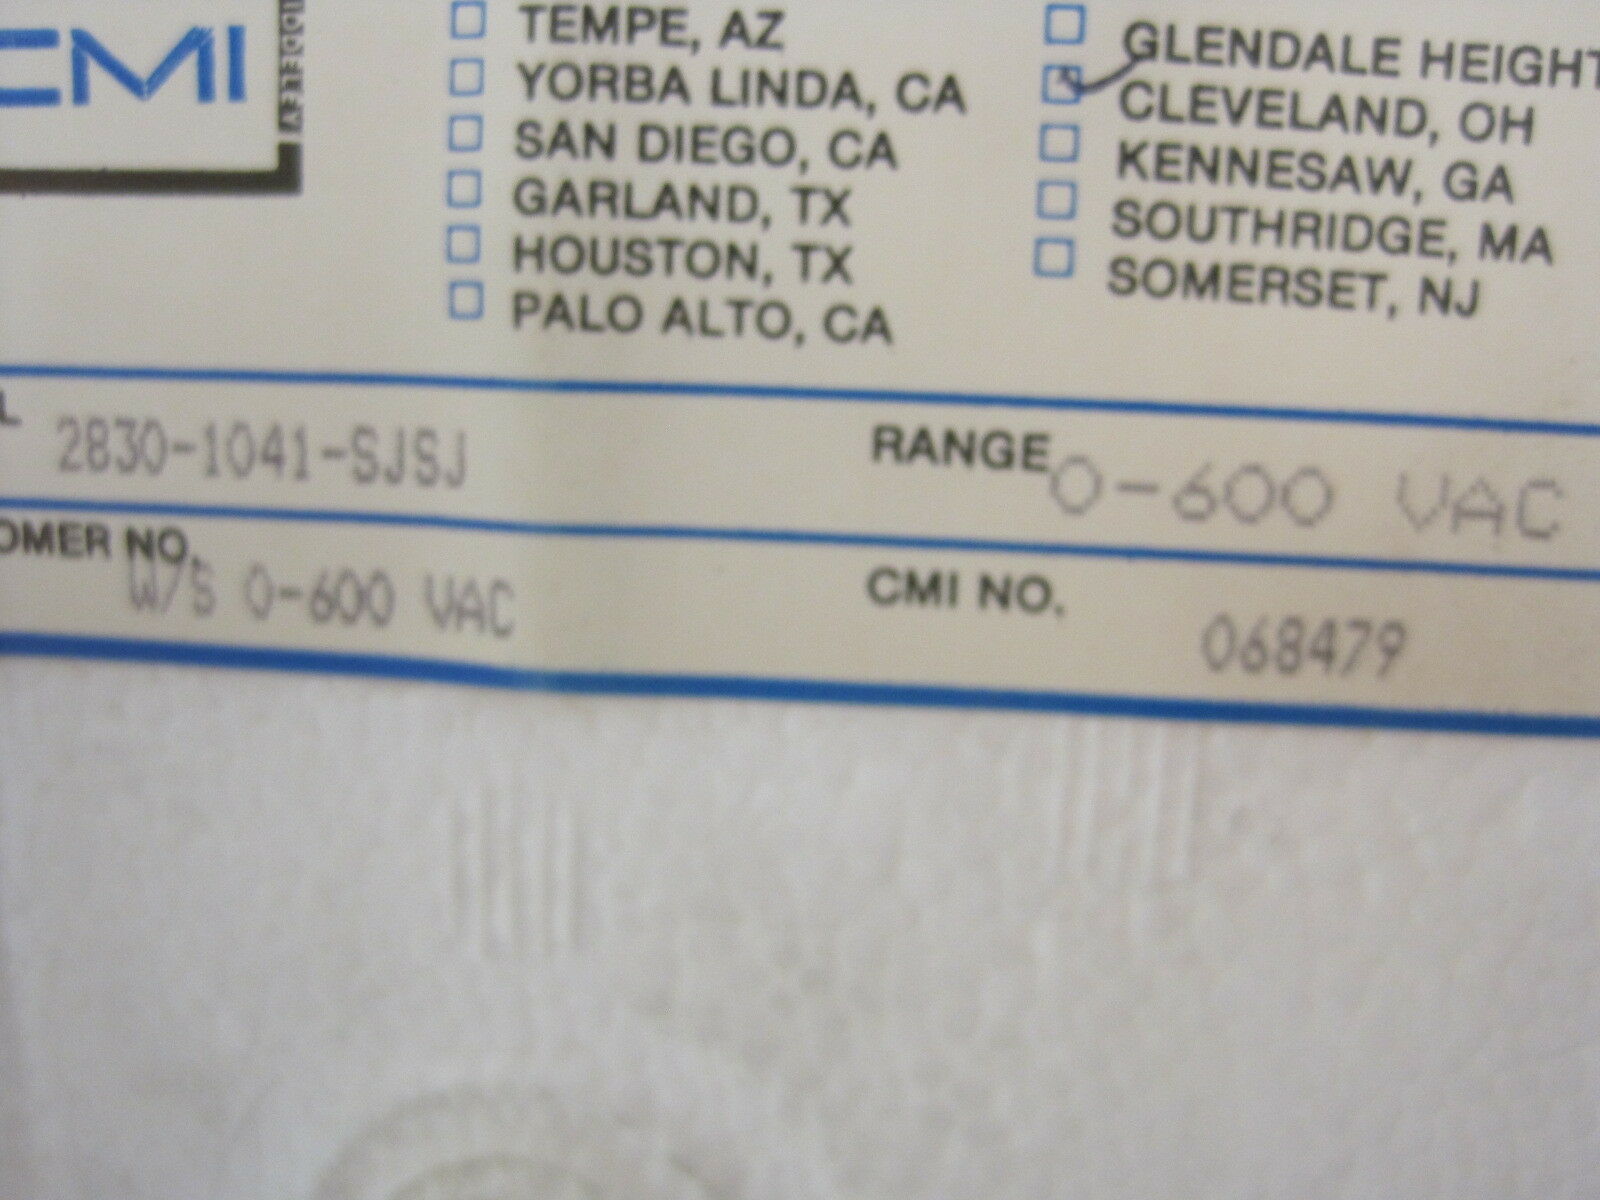 CMI
TEMPE, AZ
YORBA LINDA, CA
SAN DIEGO, CA
GARLAND, TX
HOUSTON, TX
PALO ALTO, CA
GLENDALE HEIGHT
CLEVELAND, OH
KENNESAW, GA
SOUTHRIDGE, MA
SOMERSET, NJ
L 2830-1041-SJSJ
RANGE 0-600 VAC
OMER NO. W/S 0-600 VAC
CMI NO. 068479